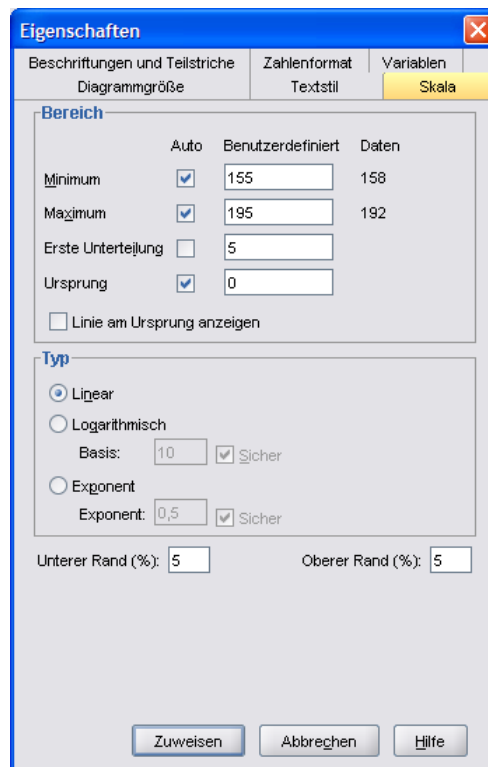 Eigenschaften
Beschriftungen und Teilstriche Zahlenformat Variablen
Diagrammgröße Textstil Skala
Bereich
Auto Benutzerdefiniert Daten
Minimum 155 158
Maximum 195 192
Erste Unterteilung 5
Ursprung 0
Linie am Ursprung anzeigen
Typ
Linear
Logarithmisch
Basis: 10 Sicher
Exponent
Exponent: 0,5 Sicher
Unterer Rand (%): 5 Oberer Rand (%): 5
Zuweisen Abbrechen Hilfe